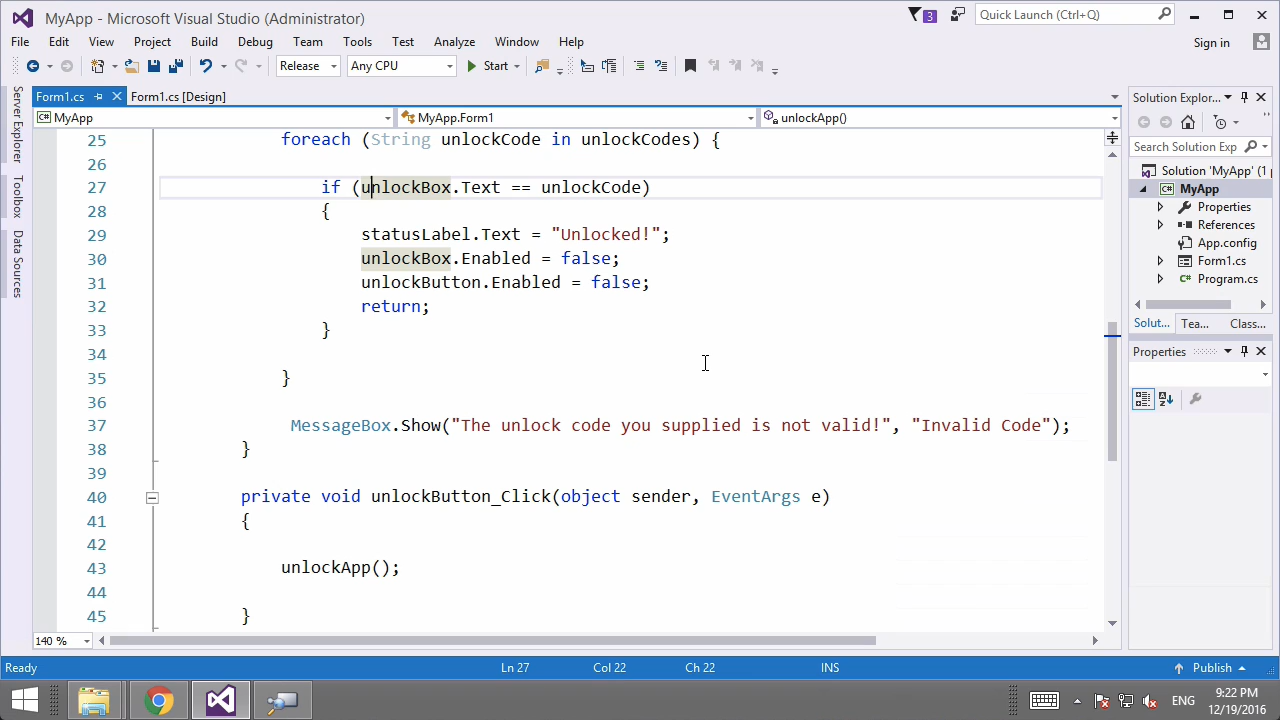 MyApp - Microsoft Visual Studio (Administrator)
3
Quick Launch (Ctrl+Q)
File Edit View Project Build Debug Team Tools Test Analyze Window Help
Sign in
Release Any CPU Start
Server Explorer
Toolbox
Data Sources
Form1.cs Form1.cs [Design]
MyApp MyApp.Form1 unlockApp()
25 foreach (String unlockCode in unlockCodes) {
26
27 if (unlockBox.Text == unlockCode)
28 {
29 statusLabel.Text = "Unlocked!";
30 unlockBox.Enabled = false;
31 unlockButton.Enabled = false;
32 return;
33 }
34
35 }
36
37 MessageBox.Show("The unlock code you supplied is not valid!", "Invalid Code");
38 }
39
40 private void unlockButton_Click(object sender, EventArgs e)
41 {
42
43 unlockApp();
44
45 }
140 %
Solution Explor...
Search Solution Exp
Solution 'MyApp' (1 p
MyApp
Properties
References
App.config
Form1.cs
Program.cs
Solut... Tea... Class...
Properties
Ready Ln 27 Col 22 Ch 22 INS Publish
ENG
9:22 PM
12/19/2016